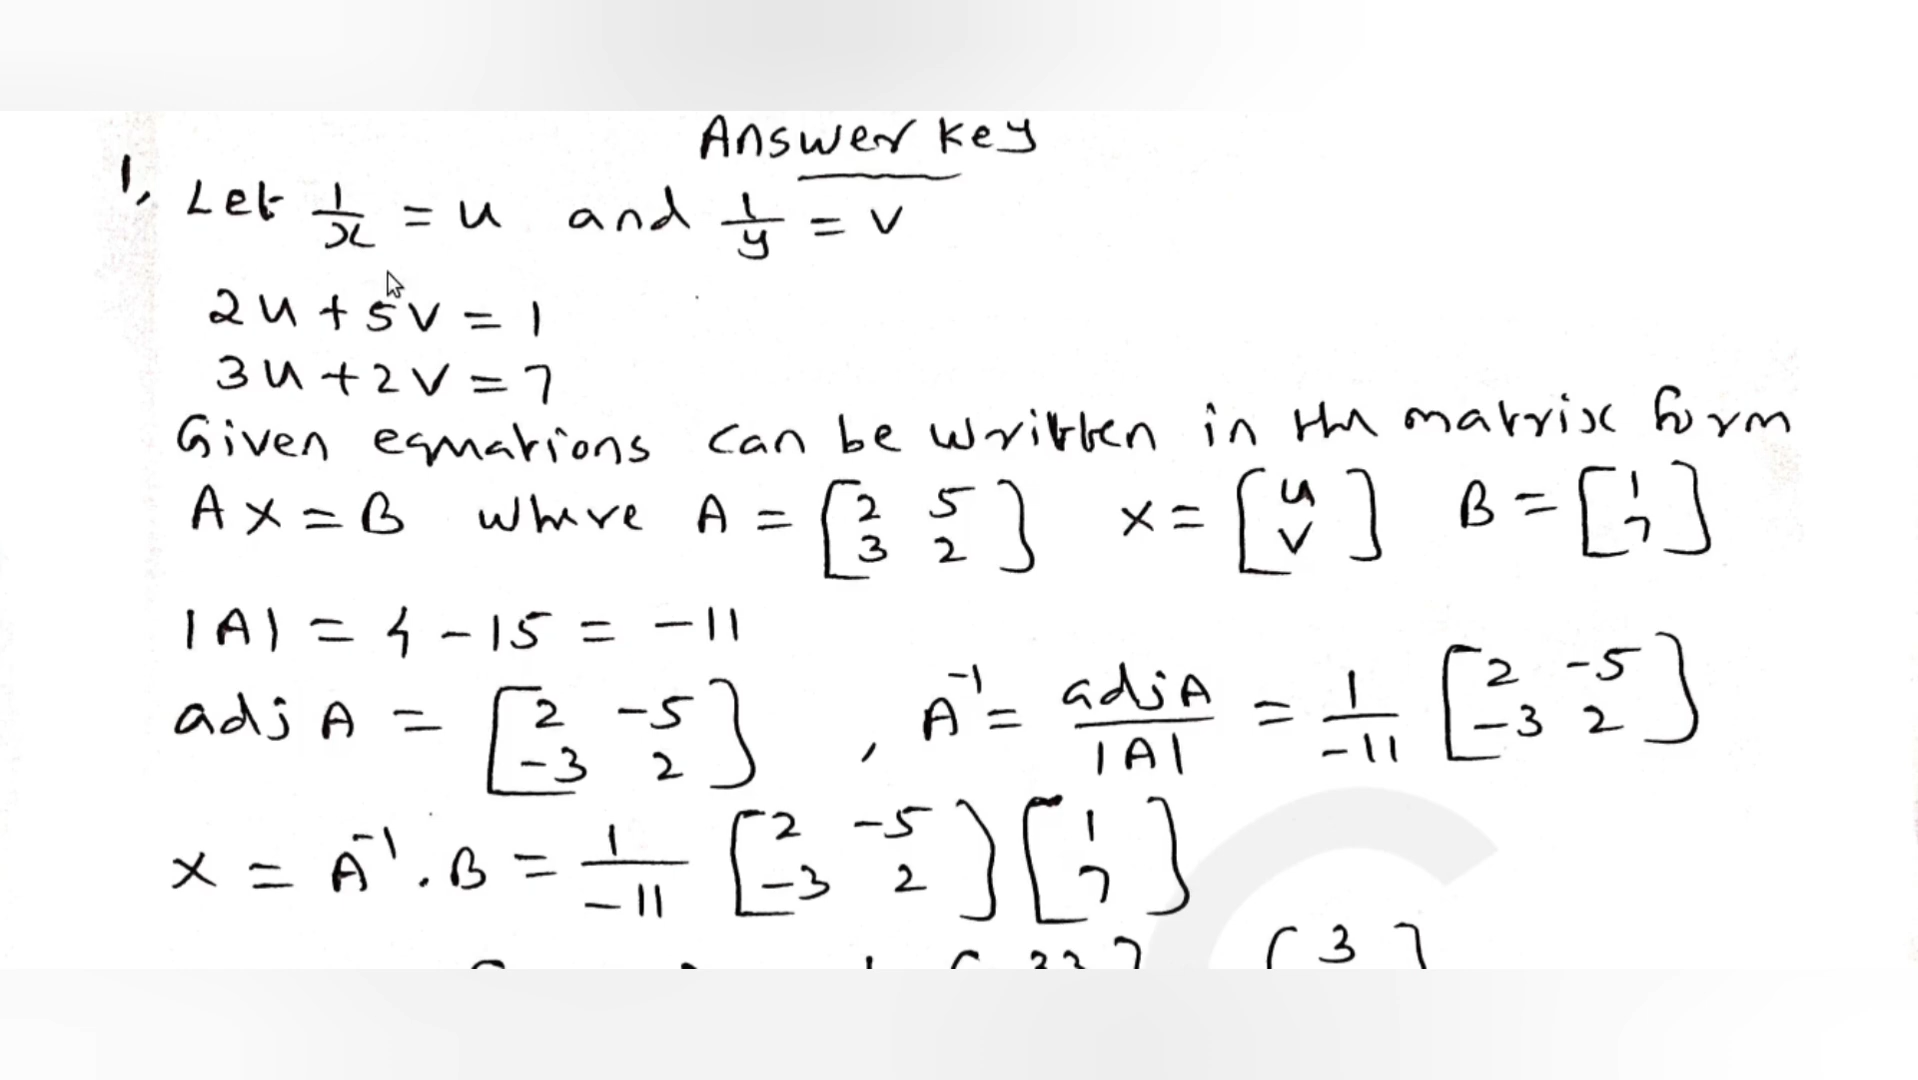 Answer key
1, Let 1/x = u and 1/y = v
2u + 5v = 1
3u + 2v = 7
Given equations can be written in the matrix form
AX = B where A = [2 5; 3 2] X = [u; v] B = [1; 7]
|A| = 4 - 15 = -11
adj A = [2 -5; -3 2], A⁻¹ = adj A/|A| = 1/-11 [2 -5; -3 2]
X = A⁻¹ . B = 1/-11 [2 -5; -3 2] [1; 7]